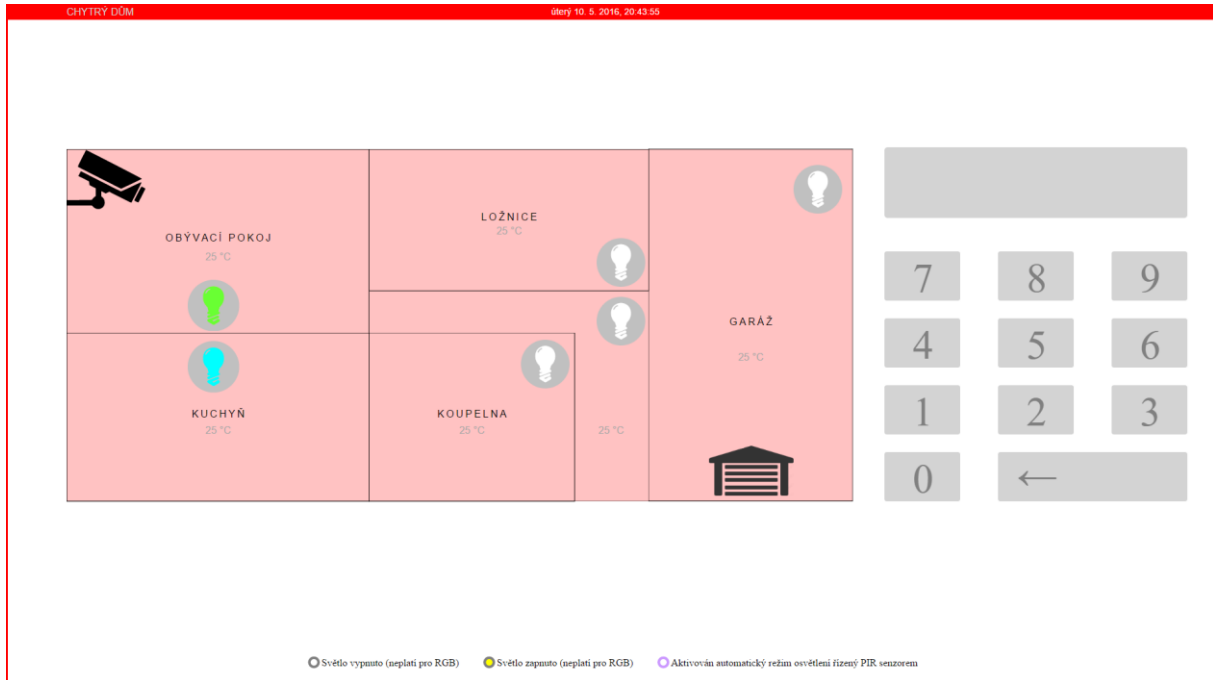 CHYTRÝ DŮM
úterý 10. 5. 2016, 20:43:55
OBÝVACÍ POKOJ
25 °C
LOŽNICE
25 °C
GARÁŽ
25 °C
KUCHYŇ
25 °C
KOUPELNA
25 °C
25 °C
7 8 9
4 5 6
1 2 3
0 ←
Světlo vypnuto (neplatí pro RGB) Světlo zapnuto (neplatí pro RGB) Aktivován automatický režim osvětlení řízený PIR senzorem